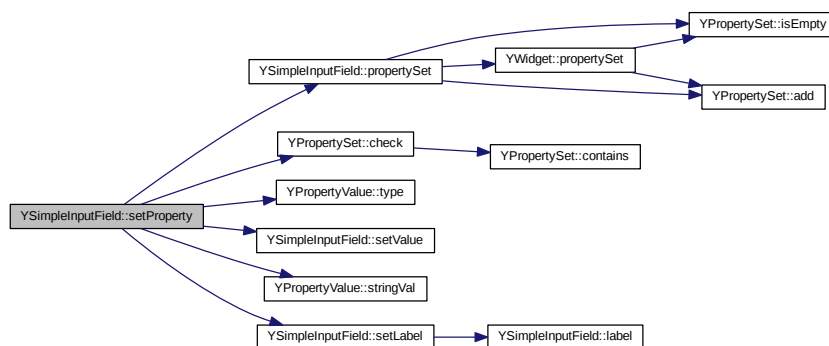 YPropertySet::isEmpty
YSimpleInputField::propertySet
YWidget::propertySet
YPropertySet::add
YPropertySet::check
YPropertySet::contains
YPropertyValue::type
YSimpleInputField::setProperty
YSimpleInputField::setValue
YPropertyValue::stringVal
YSimpleInputField::setLabel
YSimpleInputField::label